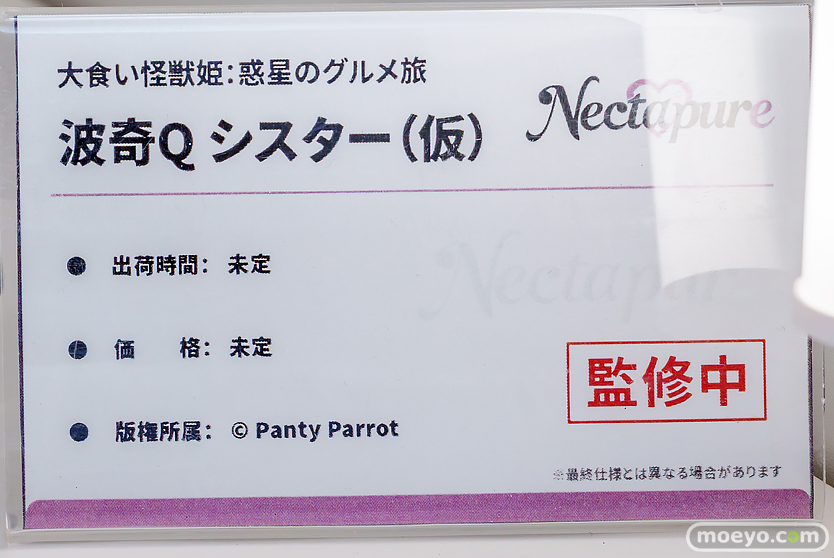 大食い怪獣姫:惑星のグルメ旅
波奇Q シスター(仮)
Nectapure
● 出荷時間: 未定
Nectapure
● 価 格: 未定
監修中
● 版権所属: © Panty Parrot
※最終仕様とは異なる場合があります
moeyo.com